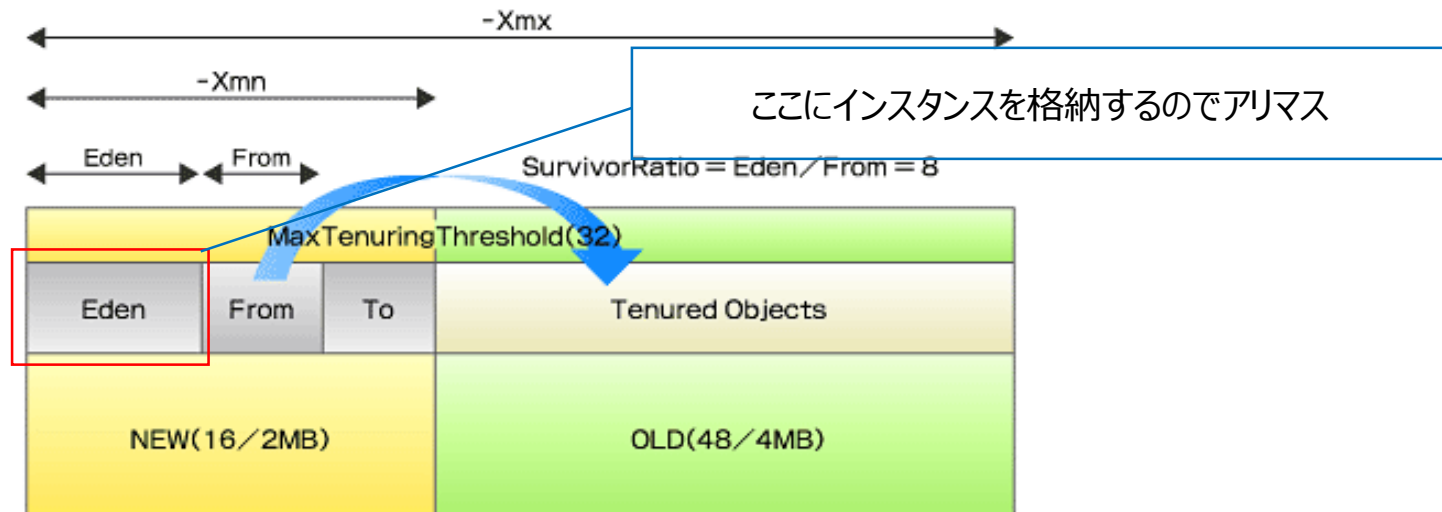 -Xmx
-Xmn
ここにインスタンスを格納するのでアリマス
Eden
From
SurvivorRatio＝Eden／From＝8
MaxTenuringThreshold(32)
Eden
From
To
Tenured Objects
NEW(16／2MB)
OLD(48／4MB)